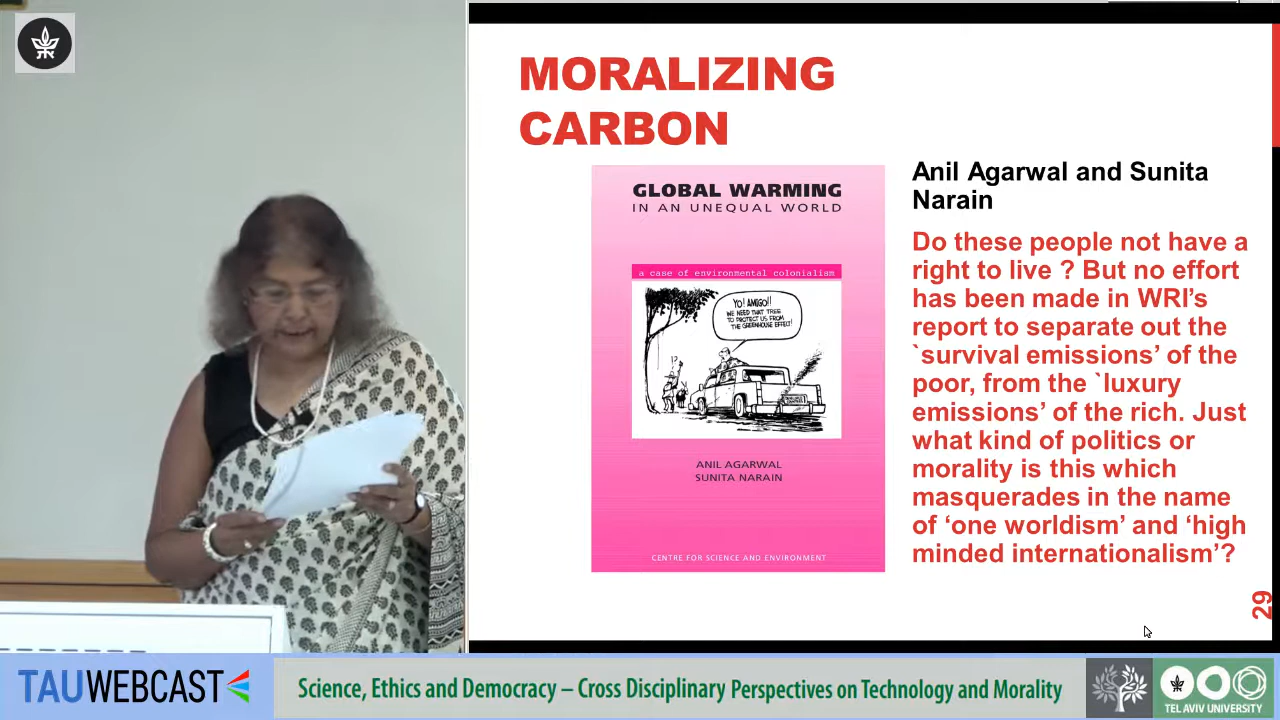 MORALIZING
CARBON
GLOBAL WARMING
IN AN UNEQUAL WORLD
a case of environmental colonialism
YO! AMIGO!!
WE NEED THAT TREE
TO PROTECT US FROM
THE GREENHOUSE EFFECT!
ANIL AGARWAL
SUNITA NARAIN
CENTRE FOR SCIENCE AND ENVIRONMENT
Anil Agarwal and Sunita
Narain
Do these people not have a
right to live ? But no effort
has been made in WRI’s
report to separate out the
`survival emissions’ of the
poor, from the `luxury
emissions’ of the rich. Just
what kind of politics or
morality is this which
masquerades in the name
of ‘one worldism’ and ‘high
minded internationalism’?
29
TAUWEBCAST
Science, Ethics and Democracy – Cross Disciplinary Perspectives on Technology and Morality
TEL AVIV UNIVERSITY